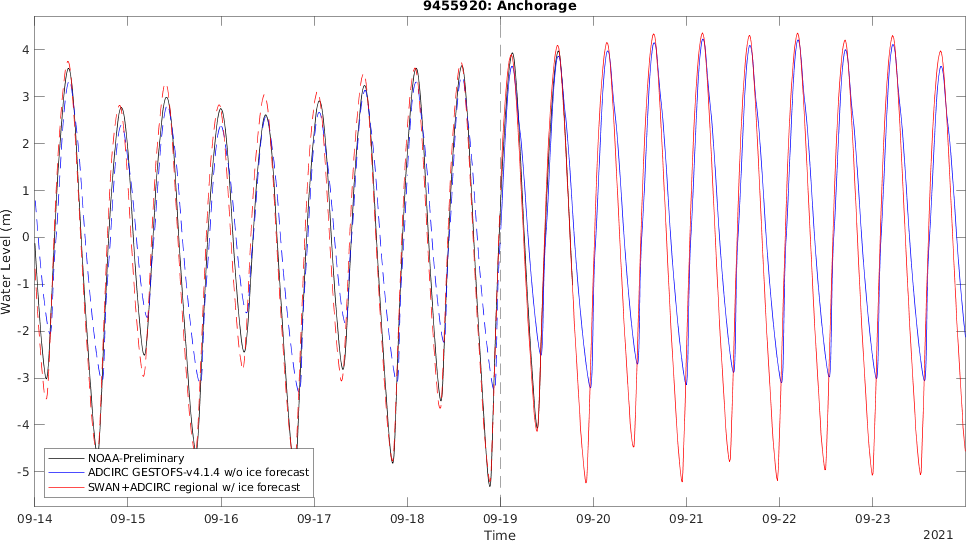 9455920: Anchorage
4
3
2
1
0
-1
-2
-3
-4
-5
Water Level (m)
NOAA-Preliminary
ADCIRC GESTOFS-v4.1.4 w/o ice forecast
SWAN+ADCIRC regional w/ ice forecast
09-14 09-15 09-16 09-17 09-18 09-19 09-20 09-21 09-22 09-23
Time
2021